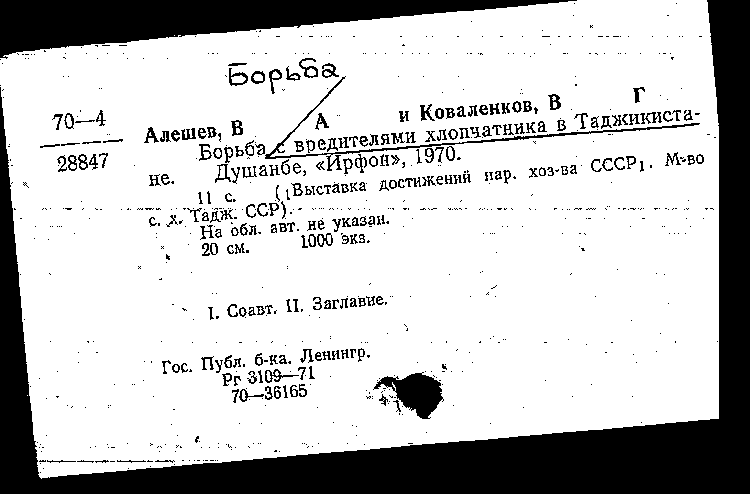 Борьба
70—4
28847
Алешев, В А и Коваленков, В Г
Борьба с вредителями хлопчатника в Таджикиста-
не. Душанбе, «Ирфон», 1970.
11 с. ([Выставка достижений нар. хоз-ва СССР]. М-во
с. х. Тадж. ССР).
На обл. авт. не указан.
20 см. 1000 экз.
I. Соавт. II. Заглавие.
Гос. Публ. б-ка. Ленингр.
Рг 3109—71
70—36165